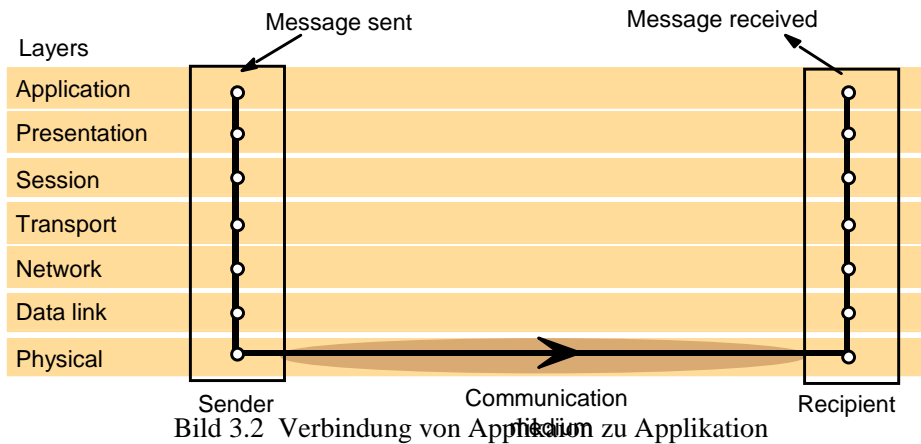 Message sent
Message received
Layers
Application
Presentation
Session
Transport
Network
Data link
Physical
Sender
Communication
medium
Recipient
Bild 3.2 Verbindung von Applikation zu Applikation